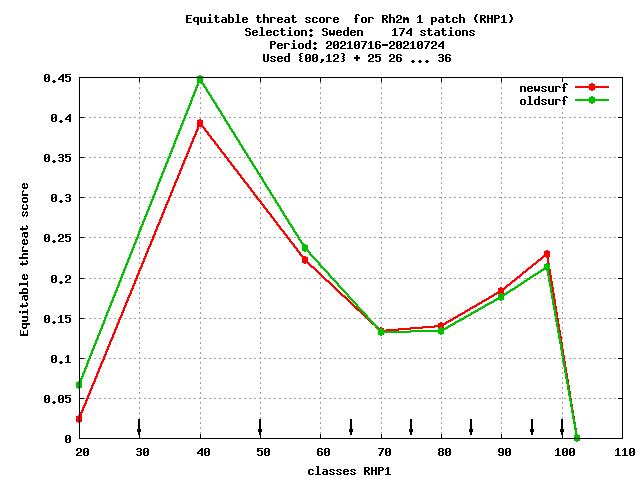 Equitable threat score  for Rh2m 1 patch (RHP1)
Selection: Sweden    174 stations
Period: 20210716-20210724
Used {00,12} + 25 26 ... 36
newsurf
oldsurf
0.45
0.4
0.35
0.3
0.25
0.2
0.15
0.1
0.05
0
Equitable threat score
20 30 40 50 60 70 80 90 100 110
classes RHP1